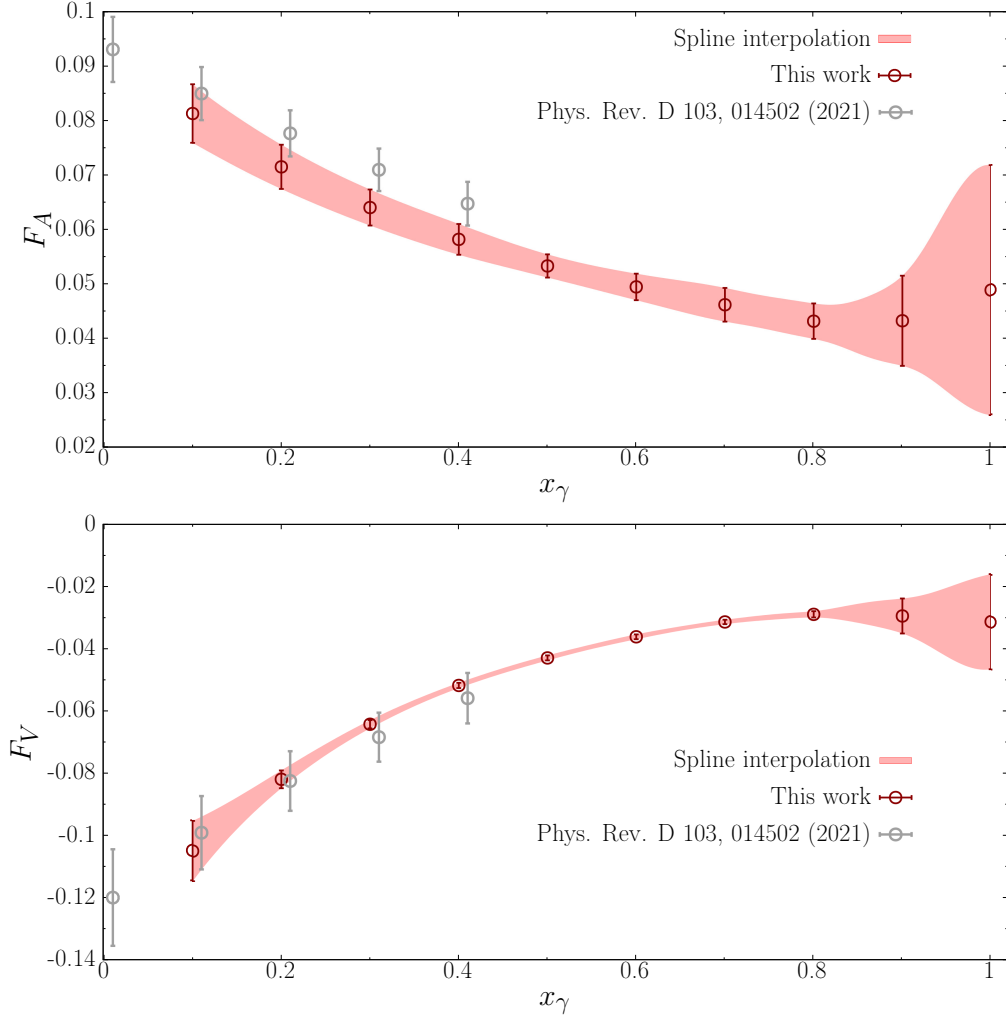 0.1
0.09
0.08
0.07
0.06
0.05
0.04
0.03
0.02
F_A
Spline interpolation
This work
Phys. Rev. D 103, 014502 (2021)
0 0.2 0.4 0.6 0.8 1
x_γ
0
-0.02
-0.04
-0.06
-0.08
-0.1
-0.12
-0.14
F_V
Spline interpolation
This work
Phys. Rev. D 103, 014502 (2021)
0 0.2 0.4 0.6 0.8 1
x_γ